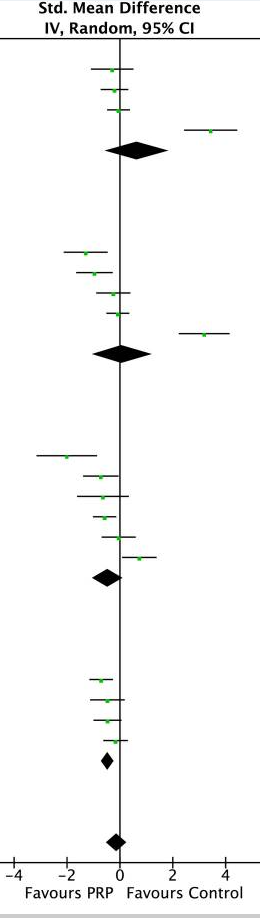 Std. Mean Difference
IV, Random, 95% CI
−4 −2 0 2 4
Favours PRP Favours Control